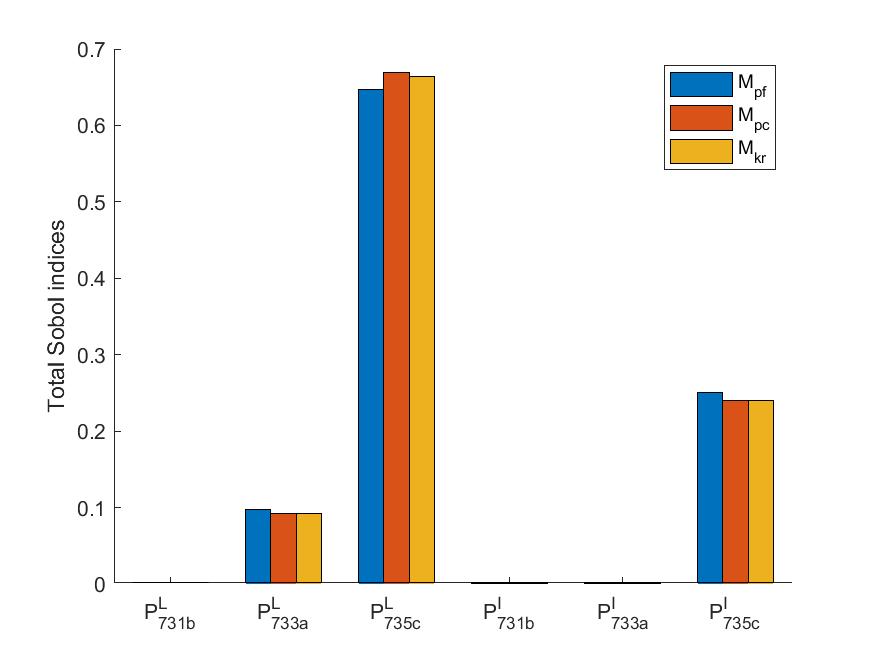 0.7
0.6
0.5
0.4
0.3
0.2
0.1
0
Total Sobol indices
M_pf
M_pc
M_kr
P^L_731b
P^L_733a
P^L_735c
P^I_731b
P^I_733a
P^I_735c